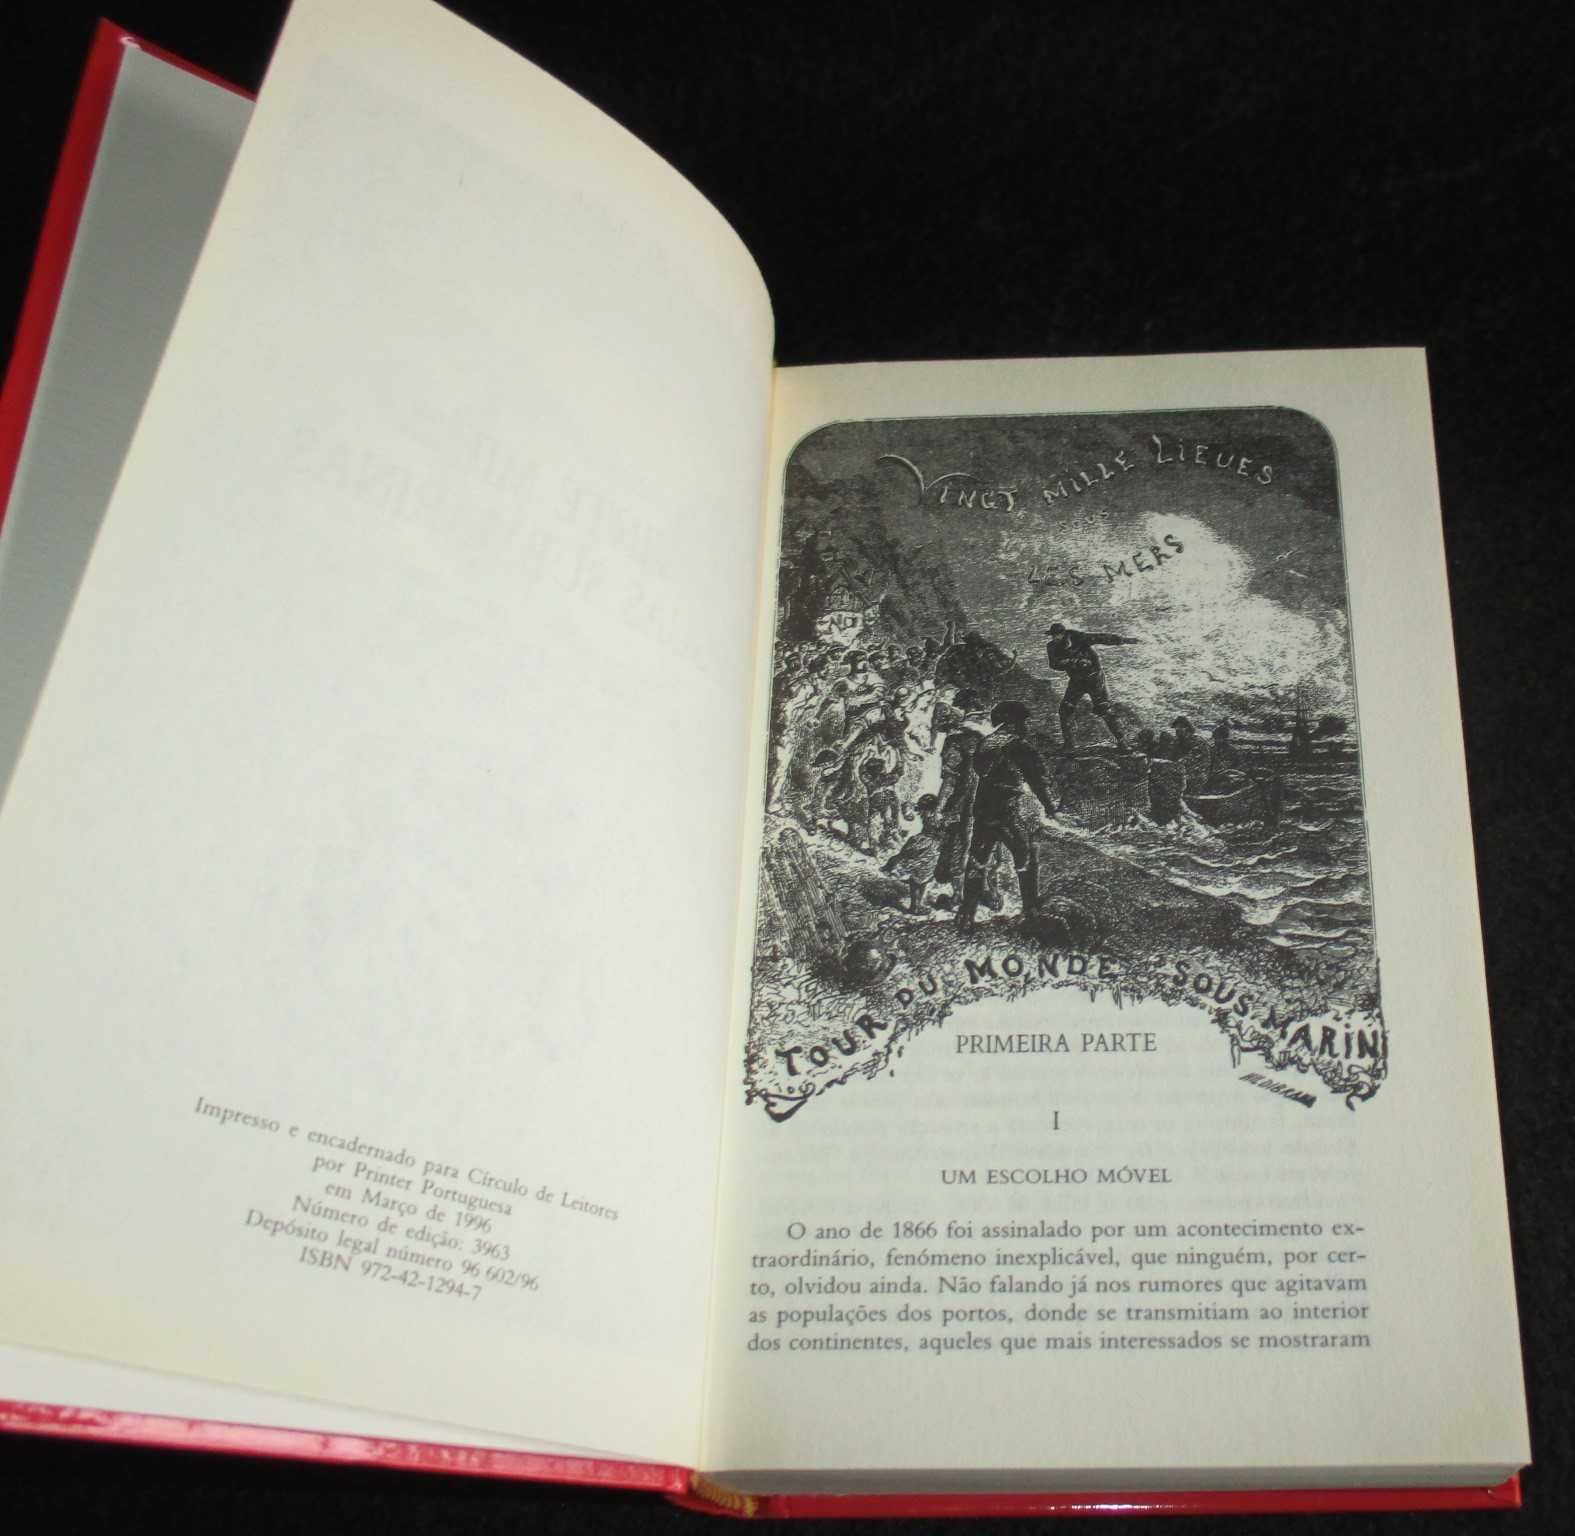 Impresso e encadernado para Círculo de Leitores
por Printer Portuguesa
em Março de 1996
Número de edição: 3963
Depósito legal número 96 602/96
ISBN 972-42-1294-7
VINGT MILLE LIEUES
SOUS
LES MERS
TOUR DU MONDE SOUS MARIN
PRIMEIRA PARTE
I
UM ESCOLHO MÓVEL
O ano de 1866 foi assinalado por um acontecimento ex-
traordinário, fenómeno inexplicável, que ninguém, por cer-
to, olvidou ainda. Não falando já nos rumores que agitavam
as populações dos portos, donde se transmitiam ao interior
dos continentes, aqueles que mais interessados se mostraram